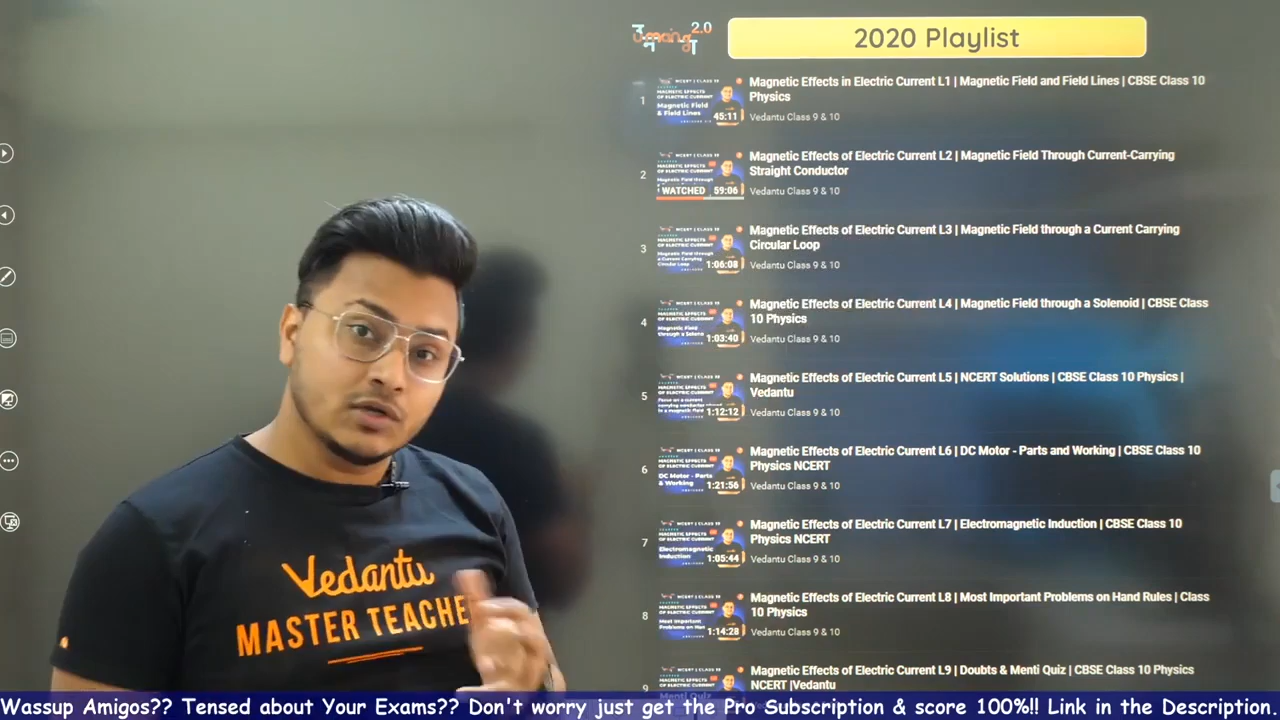 उmang 2.0
2020 Playlist
1
45:11
Magnetic Effects in Electric Current L1 | Magnetic Field and Field Lines | CBSE Class 10
Physics
Vedantu Class 9 & 10
2
WATCHED 59:06
Magnetic Effects of Electric Current L2 | Magnetic Field Through Current-Carrying
Straight Conductor
Vedantu Class 9 & 10
3
1:06:08
Magnetic Effects of Electric Current L3 | Magnetic Field through a Current Carrying
Circular Loop
Vedantu Class 9 & 10
4
1:03:40
Magnetic Effects of Electric Current L4 | Magnetic Field through a Solenoid | CBSE Class
10 Physics
Vedantu Class 9 & 10
5
1:12:12
Magnetic Effects of Electric Current L5 | NCERT Solutions | CBSE Class 10 Physics |
Vedantu
Vedantu Class 9 & 10
6
1:21:56
Magnetic Effects of Electric Current L6 | DC Motor - Parts and Working | CBSE Class 10
Physics NCERT
Vedantu Class 9 & 10
7
1:05:44
Magnetic Effects of Electric Current L7 | Electromagnetic Induction | CBSE Class 10
Physics NCERT
Vedantu Class 9 & 10
8
1:14:28
Magnetic Effects of Electric Current L8 | Most Important Problems on Hand Rules | Class
10 Physics
Vedantu Class 9 & 10
Magnetic Effects of Electric Current L9 | Doubts & Menti Quiz | CBSE Class 10 Physics
NCERT |Vedantu
Vedantu
MASTER TEACHE
Wassup Amigos?? Tensed about Your Exams?? Don't worry just get the Pro Subscription & score 100%!! Link in the Description.